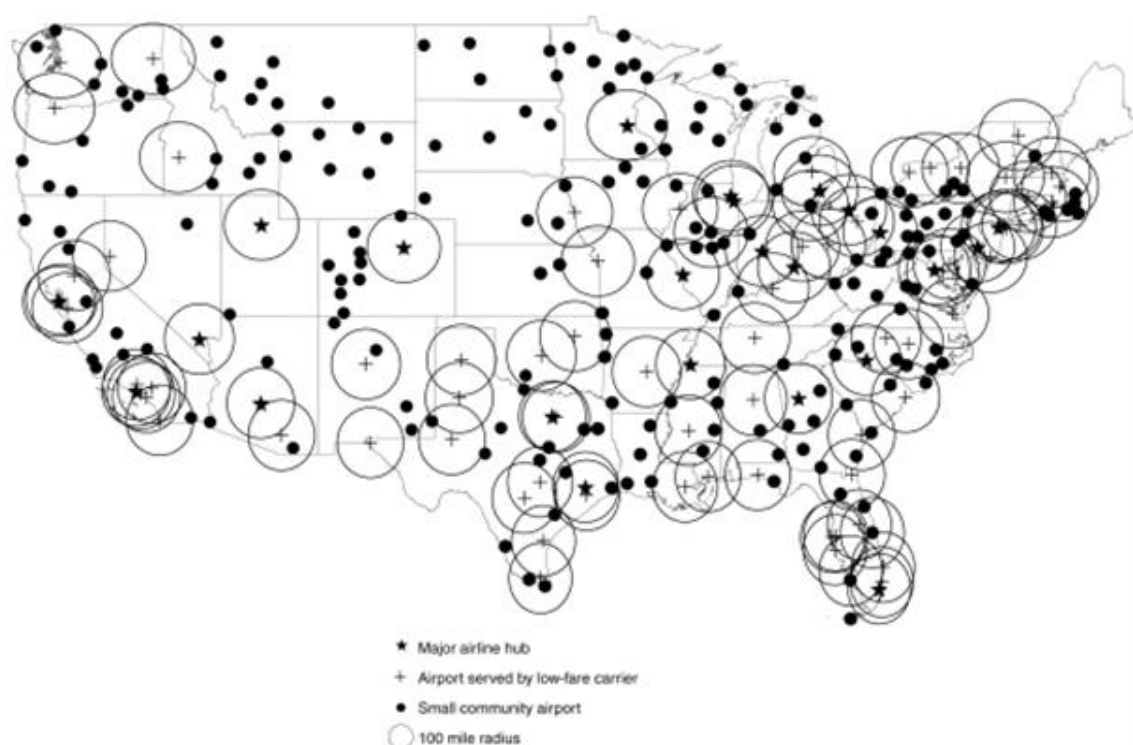 Major airline hub
Airport served by low-fare carrier
Small community airport
100 mile radius